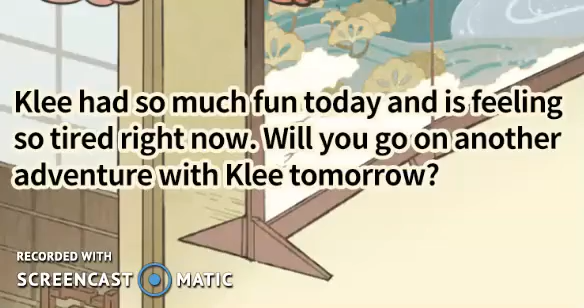 Klee had so much fun today and is feeling
so tired right now. Will you go on another
adventure with Klee tomorrow?
RECORDED WITH
SCREENCAST MATIC